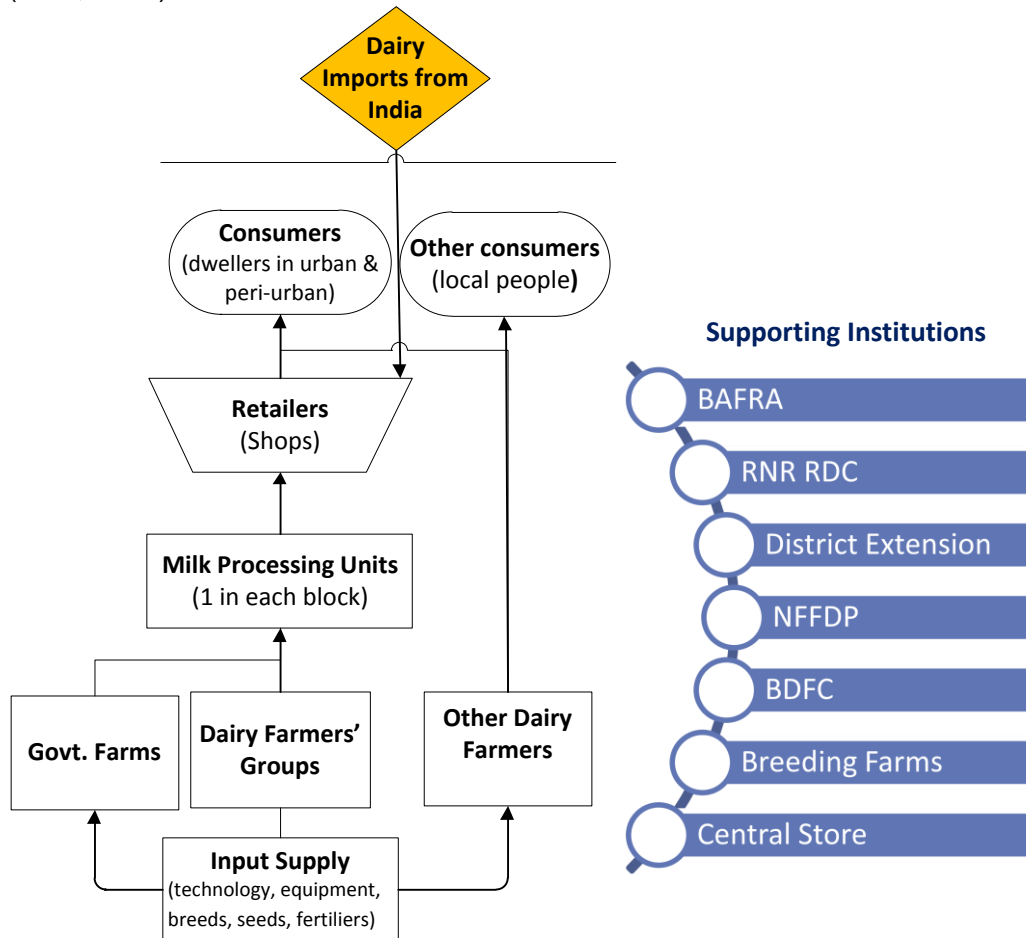 Dairy
Imports from
India
Consumers
(dwellers in urban &
peri-urban)
Other consumers
(local people)
Retailers
(Shops)
Milk Processing Units
(1 in each block)
Govt. Farms
Dairy Farmers’
Groups
Other Dairy
Farmers
Input Supply
(technology, equipment,
breeds, seeds, fertiliers)
Supporting Institutions
BAFRA
RNR RDC
District Extension
NFFDP
BDFC
Breeding Farms
Central Store